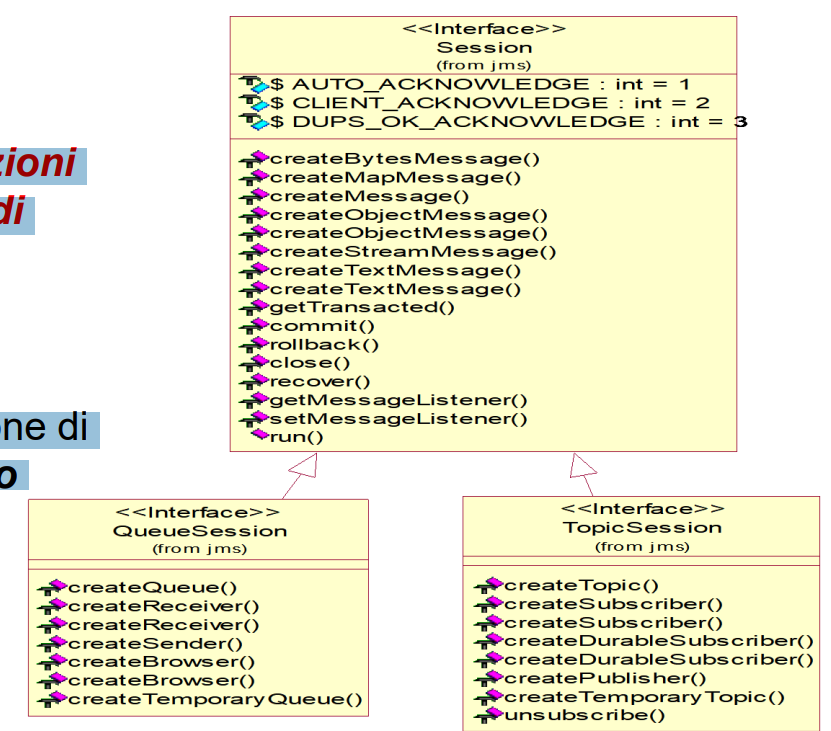 <<Interface>>
Session
(from jms)
$ AUTO_ACKNOWLEDGE : int = 1
$ CLIENT_ACKNOWLEDGE : int = 2
$ DUPS_OK_ACKNOWLEDGE : int = 3
createBytesMessage()
createMapMessage()
createMessage()
createObjectMessage()
createObjectMessage()
createStreamMessage()
createTextMessage()
createTextMessage()
getTransacted()
commit()
rollback()
close()
recover()
getMessageListener()
setMessageListener()
run()
zioni
di
one di
o
<<Interface>>
QueueSession
(from jms)
createQueue()
createReceiver()
createReceiver()
createSender()
createBrowser()
createBrowser()
createTemporaryQueue()
<<Interface>>
TopicSession
(from jms)
createTopic()
createSubscriber()
createSubscriber()
createDurableSubscriber()
createDurableSubscriber()
createPublisher()
createTemporaryTopic()
unsubscribe()